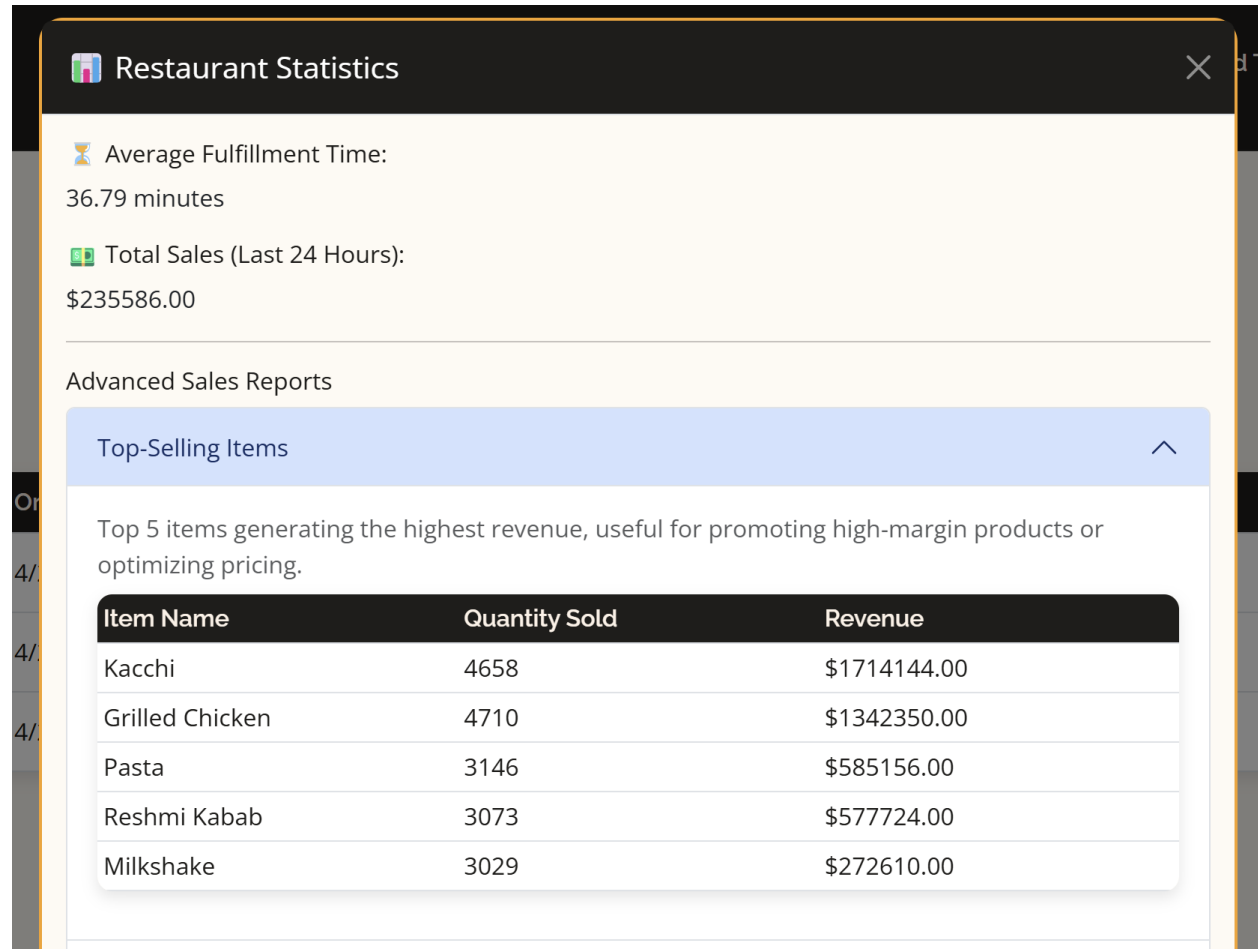 Restaurant Statistics
Average Fulfillment Time:
36.79 minutes
Total Sales (Last 24 Hours):
$235586.00
Advanced Sales Reports
Top-Selling Items
Top 5 items generating the highest revenue, useful for promoting high-margin products or
optimizing pricing.
Item Name Quantity Sold Revenue
Kacchi 4658 $1714144.00
Grilled Chicken 4710 $1342350.00
Pasta 3146 $585156.00
Reshmi Kabab 3073 $577724.00
Milkshake 3029 $272610.00